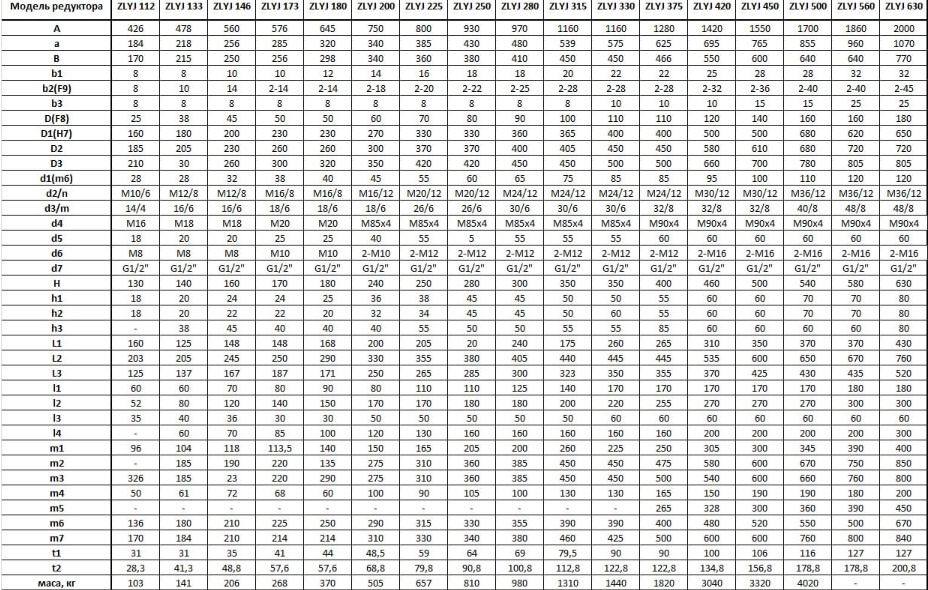 Модель редуктора ZLYJ 112 ZLYJ 133 ZLYJ 146 ZLYJ 173 ZLYJ 180 ZLYJ 200 ZLYJ 225 ZLYJ 250 ZLYJ 280 ZLYJ 315 ZLYJ 330 ZLYJ 375 ZLYJ 420 ZLYJ 450 ZLYJ 500 ZLYJ 560 ZLYJ 630
A 426 478 560 576 645 750 800 930 970 1160 1160 1280 1420 1550 1700 1860 2000
a 184 218 256 285 320 340 385 430 480 539 575 625 695 765 855 960 1070
B 170 215 250 256 298 340 360 380 410 450 450 466 550 600 640 640 770
b1 8 8 10 10 12 14 16 18 18 20 22 22 25 28 28 32 32
b2(F9) 8 10 14 2-14 2-14 2-18 2-20 2-22 2-25 2-28 2-28 2-28 2-32 2-36 2-40 2-40 2-45
b3 8 8 8 8 8 8 8 8 8 8 10 10 10 15 15 25 25
D(F8) 25 38 45 50 50 60 70 80 90 100 110 110 120 140 160 160 180
D1(H7) 160 180 200 230 230 270 330 330 360 365 400 400 500 500 680 620 650
D2 185 205 230 260 260 300 370 370 400 405 450 450 580 610 680 720 720
D3 210 30 260 300 320 350 420 420 450 450 500 500 660 700 780 805 805
d1(m6) 28 28 32 38 40 45 55 60 65 75 85 85 95 100 110 120 120
d2/n M10/6 M12/8 M12/8 M16/8 M16/8 M16/12 M20/12 M20/12 M24/12 M24/12 M24/12 M24/12 M30/12 M30/12 M36/12 M36/12 M36/12
d3/m 14/4 16/6 16/6 18/6 18/6 18/6 26/6 26/6 30/6 30/6 30/6 32/8 32/8 32/8 40/8 48/8 48/8
d4 M16 M18 M18 M20 M20 M85x4 M85x4 M85x4 M85x4 M85x4 M85x4 M90x4 M90x4 M90x4 M90x4 M90x4 M90x4
d5 18 20 20 25 25 40 55 5 55 55 55 60 60 60 60 60 60
d6 M8 M8 M8 M10 M10 2-M10 2-M12 2-M12 2-M12 2-M12 2-M12 2-M12 2-M16 2-M16 2-M16 2-M16 2-M16
d7 G1/2" G1/2" G1/2" G1/2" G1/2" G1/2" G1/2" G1/2" G1/2" G1/2" G1/2" G1/2" G1/2" G1/2" G1/2" G1/2" G1/2"
H 130 140 160 170 180 240 250 280 300 350 350 400 460 500 540 580 630
h1 18 20 24 24 25 36 38 45 45 50 50 55 60 60 70 70 80
h2 18 20 22 22 20 32 34 45 45 50 60 55 60 60 70 70 80
h3 - 38 45 40 40 40 55 50 50 55 55 85 60 60 60 60 80
L1 160 125 148 148 168 200 205 20 240 175 260 265 310 350 370 370 430
L2 203 205 245 250 290 330 355 380 405 440 445 445 535 600 650 670 760
L3 125 137 167 187 171 250 265 285 300 323 350 355 370 425 430 435 520
l1 60 60 70 80 90 80 110 110 125 140 170 170 170 170 170 180 180
l2 52 80 120 140 150 170 170 180 180 200 220 255 270 270 270 300 300
l3 35 40 36 30 30 50 50 50 50 50 60 60 60 60 60 60 60
l4 - 60 70 85 100 120 130 160 160 160 160 160 200 200 200 200 300
m1 96 104 118 113,5 140 150 165 205 200 260 225 250 305 300 345 390 400
m2 - 185 190 220 135 275 310 360 385 450 450 475 580 600 670 750 850
m3 326 185 23 220 290 275 310 360 385 450 450 500 540 600 660 760 800
m4 50 61 72 68 60 100 90 105 100 130 130 165 150 190 190 180 200
m5 - - - - - - - - - - - 265 328 300 360 390 450
m6 136 180 210 225 250 290 315 330 355 390 390 400 480 520 550 500 670
m7 170 184 210 214 214 310 330 340 380 460 425 500 600 600 760 800 840
t1 31 31 35 41 44 48,5 59 64 69 79,5 90 90 100 106 116 127 127
t2 28,3 41,3 48,8 57,6 57,6 68,8 79,8 90,8 100,8 112,8 122,8 122,8 134,8 156,8 178,8 178,8 200,8
маса, кг 103 141 206 268 370 505 657 810 980 1310 1440 1820 3040 3320 4020 - -